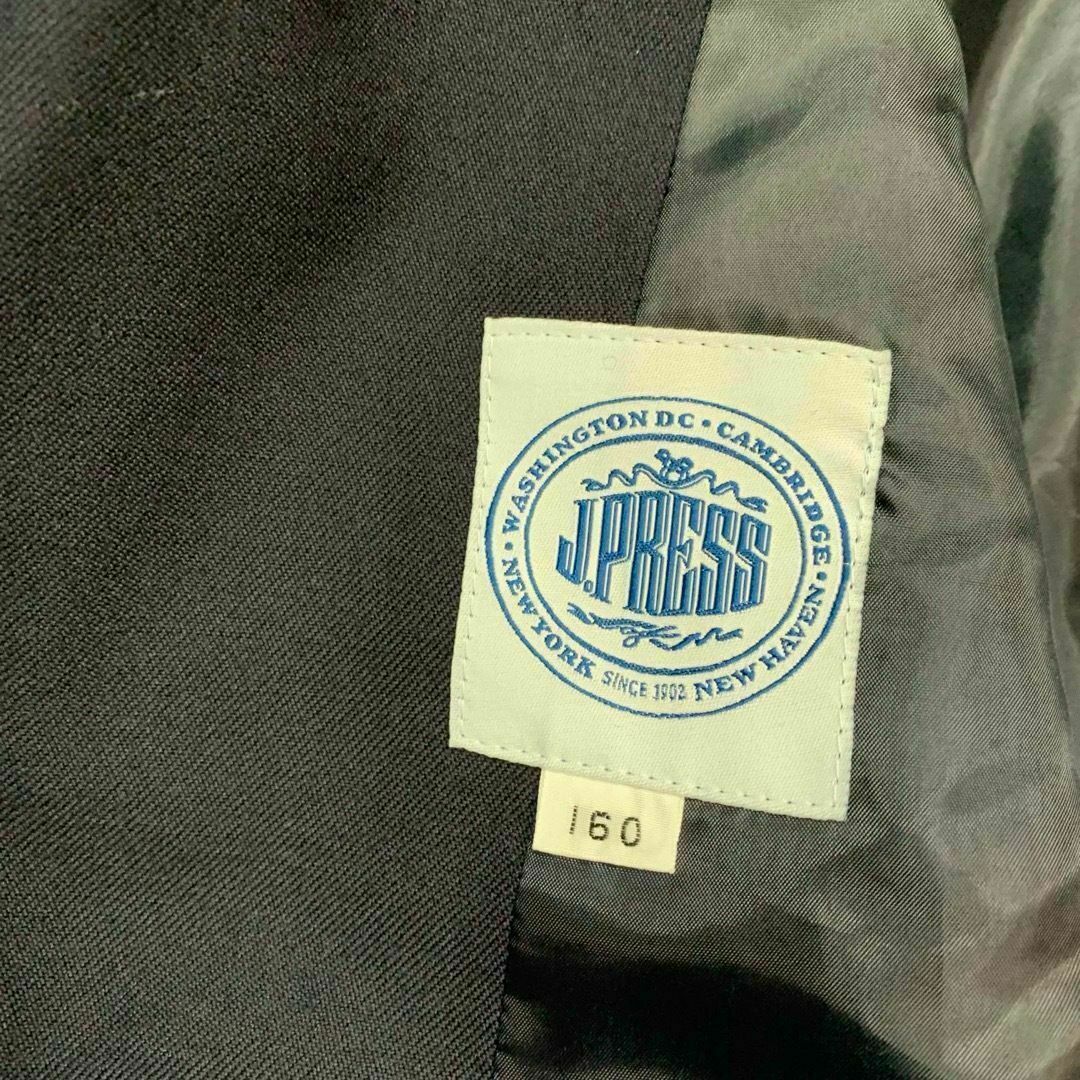 WASHINGTON DC • CAMBRIDGE • NEW HAVEN
• NEW YORK
SINCE 1902
J.PRESS
160